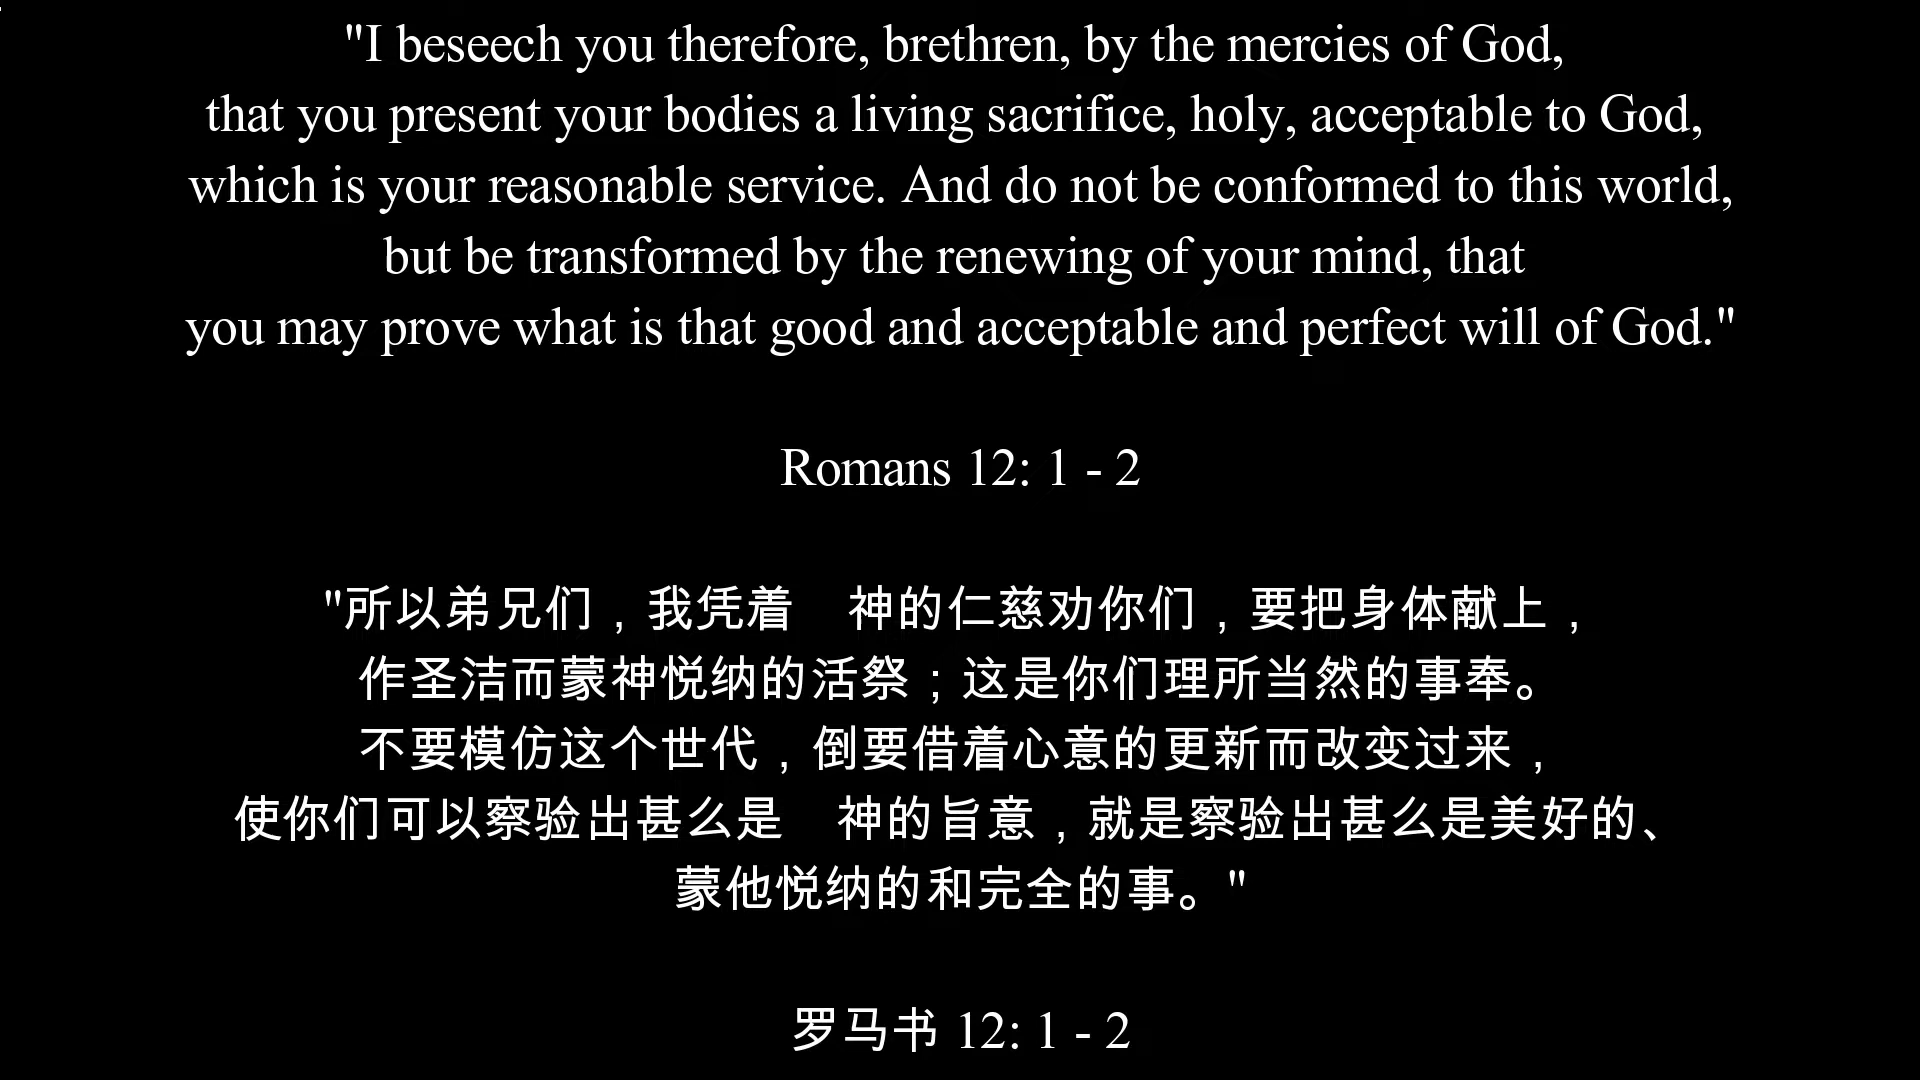 "I beseech you therefore, brethren, by the mercies of God,
that you present your bodies a living sacrifice, holy, acceptable to God,
which is your reasonable service. And do not be conformed to this world,
but be transformed by the renewing of your mind, that
you may prove what is that good and acceptable and perfect will of God."
Romans 12: 1 - 2
"所以弟兄们，我凭着　神的仁慈劝你们，要把身体献上，
作圣洁而蒙神悦纳的活祭；这是你们理所当然的事奉。
不要模仿这个世代，倒要借着心意的更新而改变过来，
使你们可以察验出甚么是　神的旨意，就是察验出甚么是美好的、
蒙他悦纳的和完全的事。"
罗马书 12: 1 - 2